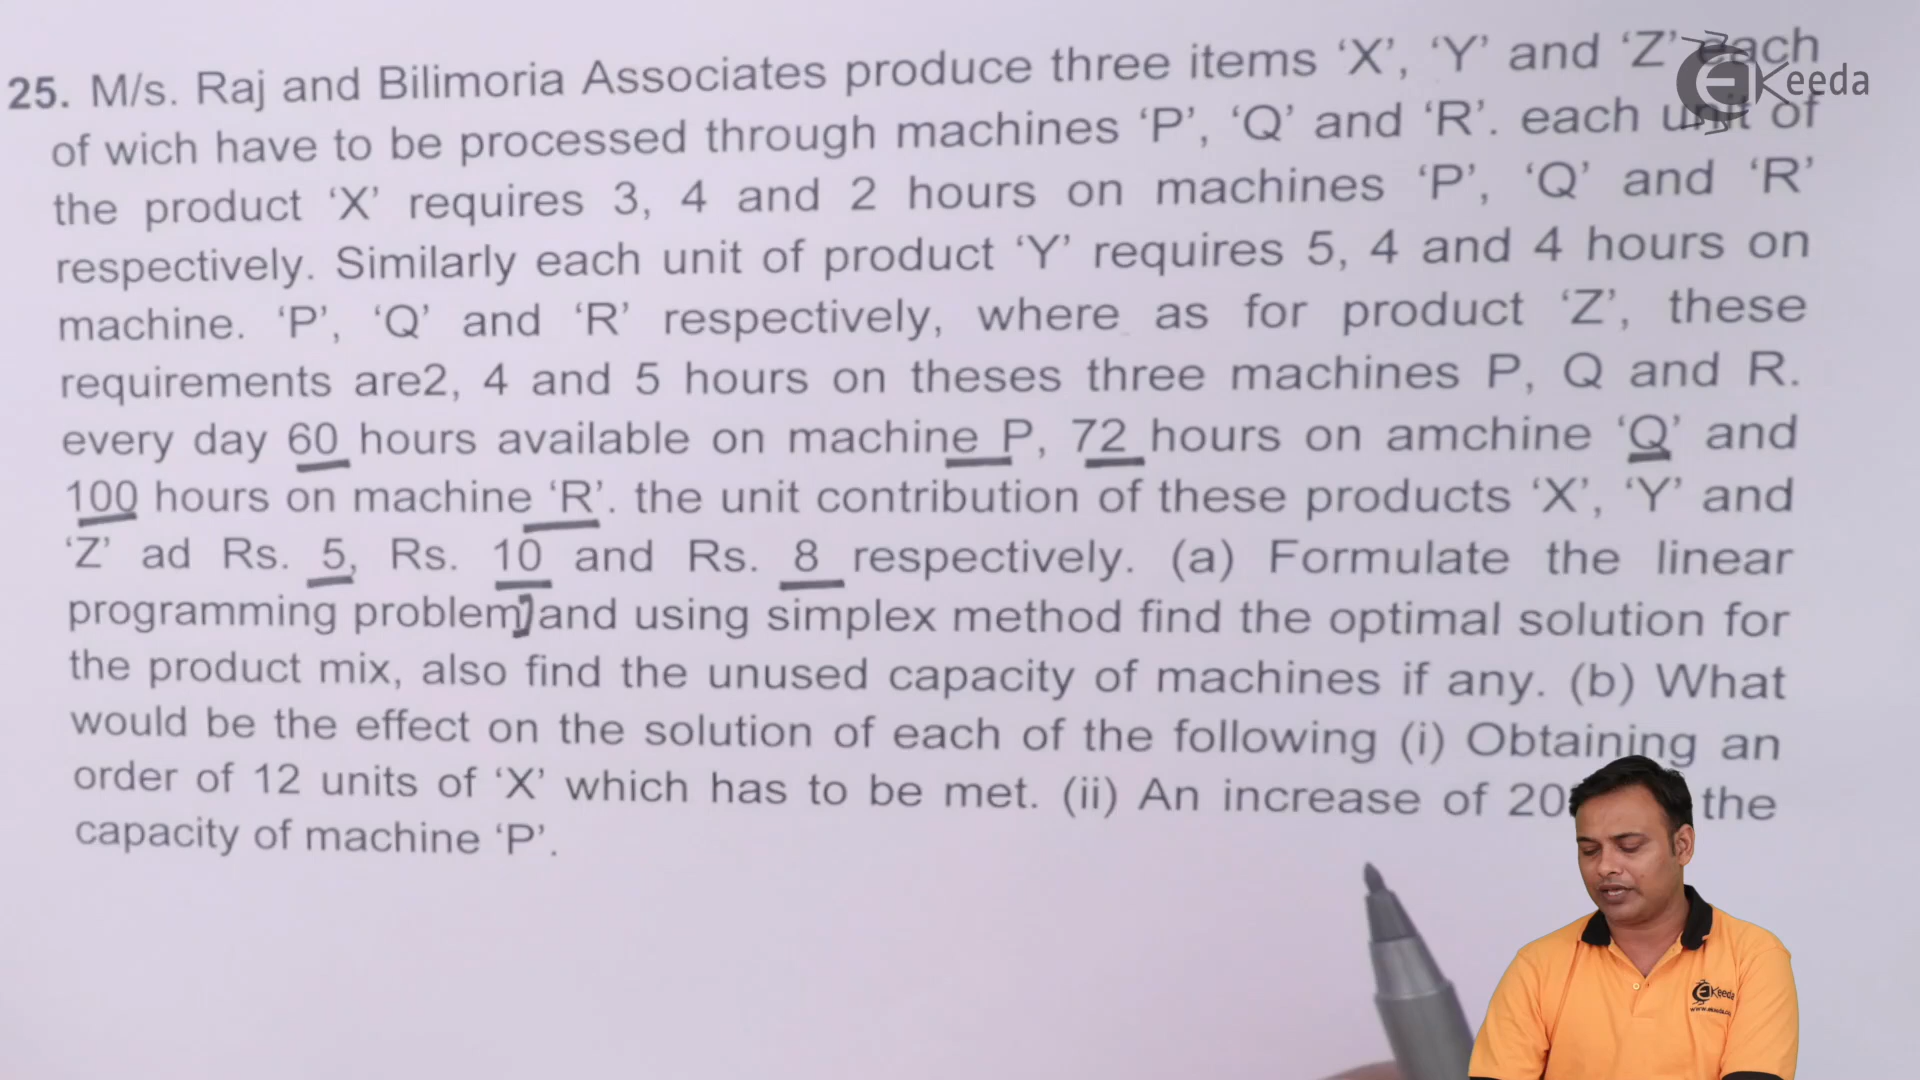 25. M/s. Raj and Bilimoria Associates produce three items ‘X’, ‘Y’ and ‘Z’ each
of wich have to be processed through machines ‘P’, ‘Q’ and ‘R’. each unit of
the product ‘X’ requires 3, 4 and 2 hours on machines ‘P’, ‘Q’ and ‘R’
respectively. Similarly each unit of product ‘Y’ requires 5, 4 and 4 hours on
machine. ‘P’, ‘Q’ and ‘R’ respectively, where as for product ‘Z’, these
requirements are2, 4 and 5 hours on theses three machines P, Q and R.
every day 60 hours available on machine P, 72 hours on amchine ‘Q’ and
100 hours on machine ‘R’. the unit contribution of these products ‘X’, ‘Y’ and
‘Z’ ad Rs. 5, Rs. 10 and Rs. 8 respectively. (a) Formulate the linear
programming problem, and using simplex method find the optimal solution for
the product mix, also find the unused capacity of machines if any. (b) What
would be the effect on the solution of each of the following (i) Obtaining an
order of 12 units of ‘X’ which has to be met. (ii) An increase of 20 the
capacity of machine ‘P’.
EKeeda
EKeeda